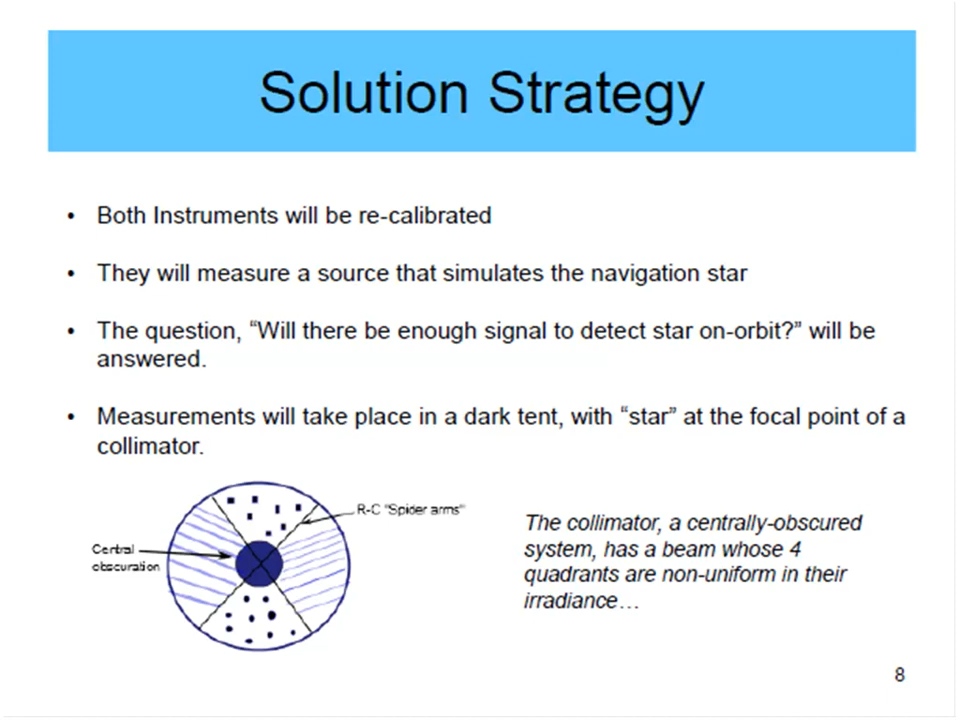 Solution Strategy
• Both Instruments will be re-calibrated
• They will measure a source that simulates the navigation star
• The question, “Will there be enough signal to detect star on-orbit?” will be
answered.
• Measurements will take place in a dark tent, with “star” at the focal point of a
collimator.
R-C "Spider arms"
Central
obscuration
The collimator, a centrally-obscured
system, has a beam whose 4
quadrants are non-uniform in their
irradiance…
8